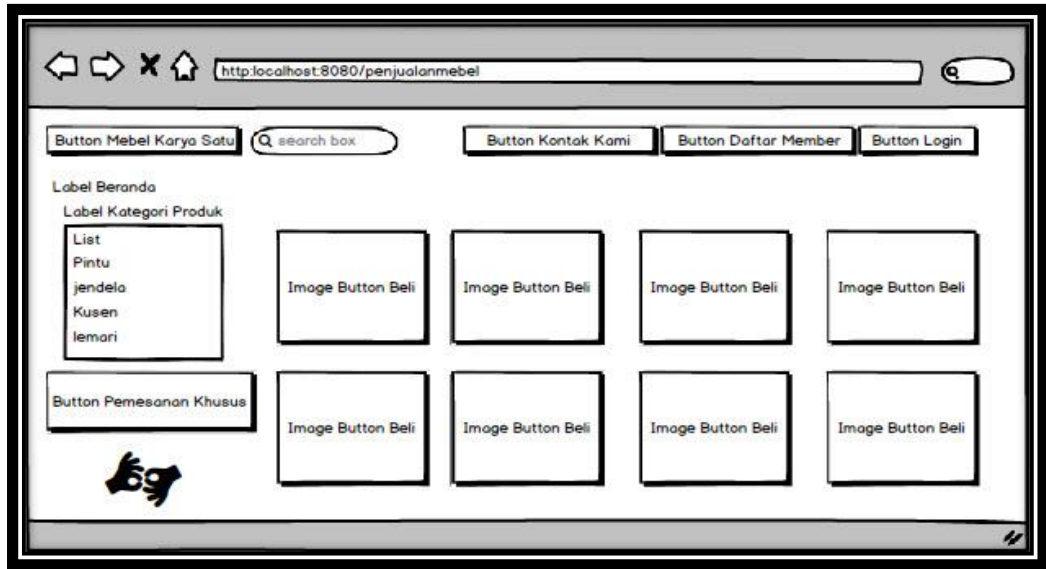 http:localhost:8080/penjualanmebel
Button Mebel Karya Satu
search box
Button Kontak Kami
Button Daftar Member
Button Login
Label Beranda
Label Kategori Produk
List
Pintu
jendela
Kusen
lemari
Image Button Beli
Image Button Beli
Image Button Beli
Image Button Beli
Button Pemesanan Khusus
Image Button Beli
Image Button Beli
Image Button Beli
Image Button Beli